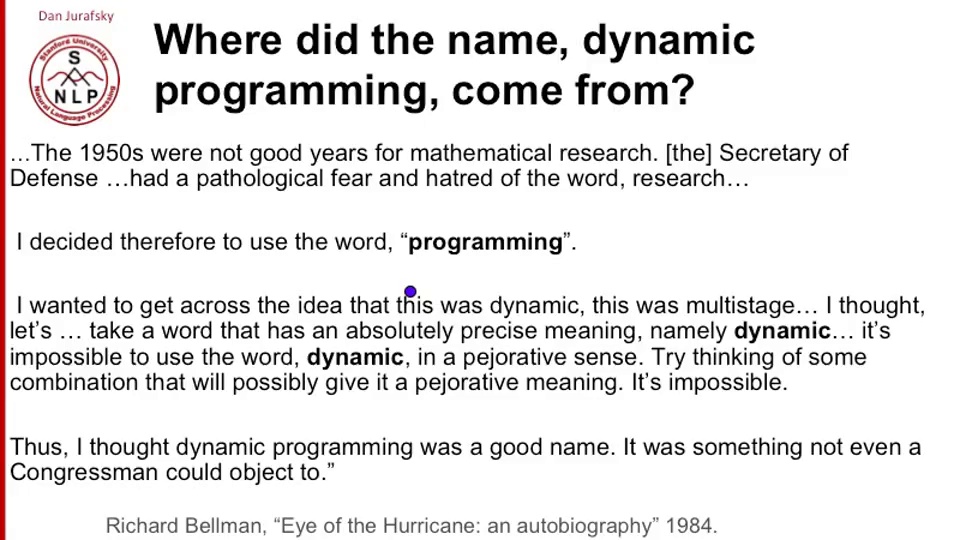 Dan Jurafsky
Stanford University
S
NLP
Natural Language Processing
Where did the name, dynamic
programming, come from?
…The 1950s were not good years for mathematical research. [the] Secretary of
Defense …had a pathological fear and hatred of the word, research…
I decided therefore to use the word, “programming”.
I wanted to get across the idea that this was dynamic, this was multistage… I thought,
let’s … take a word that has an absolutely precise meaning, namely dynamic… it’s
impossible to use the word, dynamic, in a pejorative sense. Try thinking of some
combination that will possibly give it a pejorative meaning. It’s impossible.
Thus, I thought dynamic programming was a good name. It was something not even a
Congressman could object to.”
Richard Bellman, “Eye of the Hurricane: an autobiography” 1984.